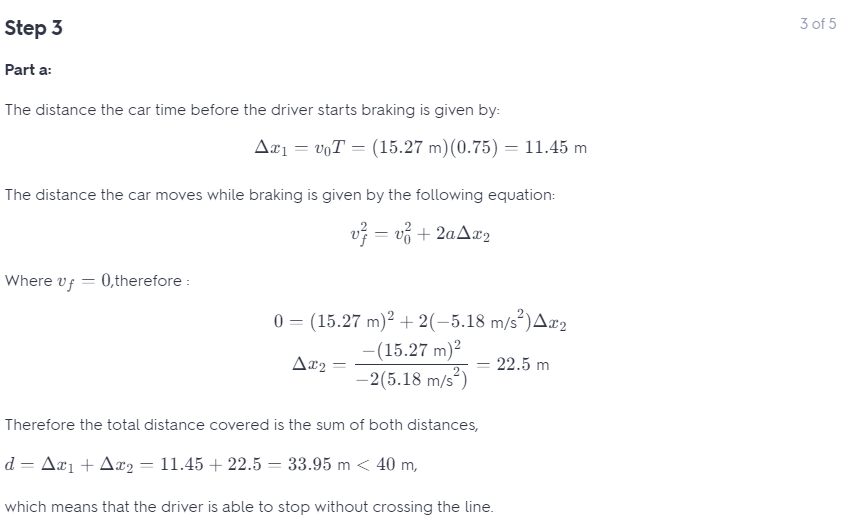 Step 3
3 of 5
Part a:
The distance the car time before the driver starts braking is given by:
Δx₁ = v₀T = (15.27 m)(0.75) = 11.45 m
The distance the car moves while braking is given by the following equation:
v_f² = v₀² + 2aΔx₂
Where v_f = 0,therefore :
0 = (15.27 m)² + 2(−5.18 m/s²)Δx₂
Δx₂ = −(15.27 m)² / −2(5.18 m/s²) = 22.5 m
Therefore the total distance covered is the sum of both distances,
d = Δx₁ + Δx₂ = 11.45 + 22.5 = 33.95 m < 40 m,
which means that the driver is able to stop without crossing the line.